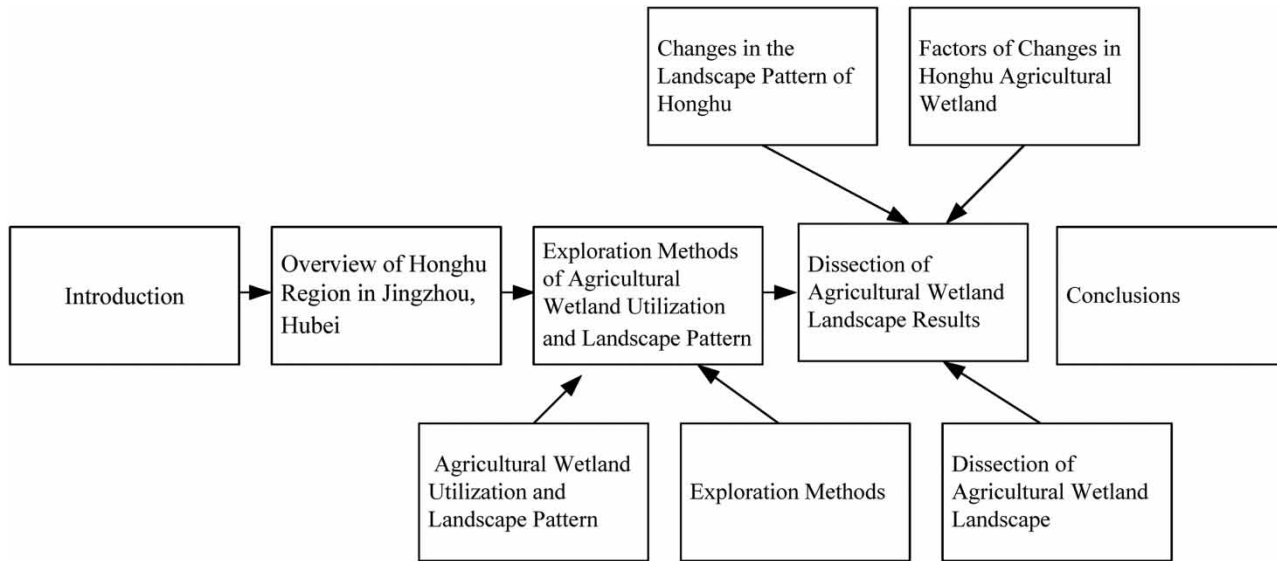 Changes in the
Landscape Pattern of
Honghu
Factors of Changes in
Honghu Agricultural
Wetland
Introduction
Overview of Honghu
Region in Jingzhou,
Hubei
Exploration Methods
of Agricultural
Wetland Utilization
and Landscape Pattern
Dissection of
Agricultural Wetland
Landscape Results
Conclusions
Agricultural Wetland
Utilization and
Landscape Pattern
Exploration Methods
Dissection of
Agricultural Wetland
Landscape